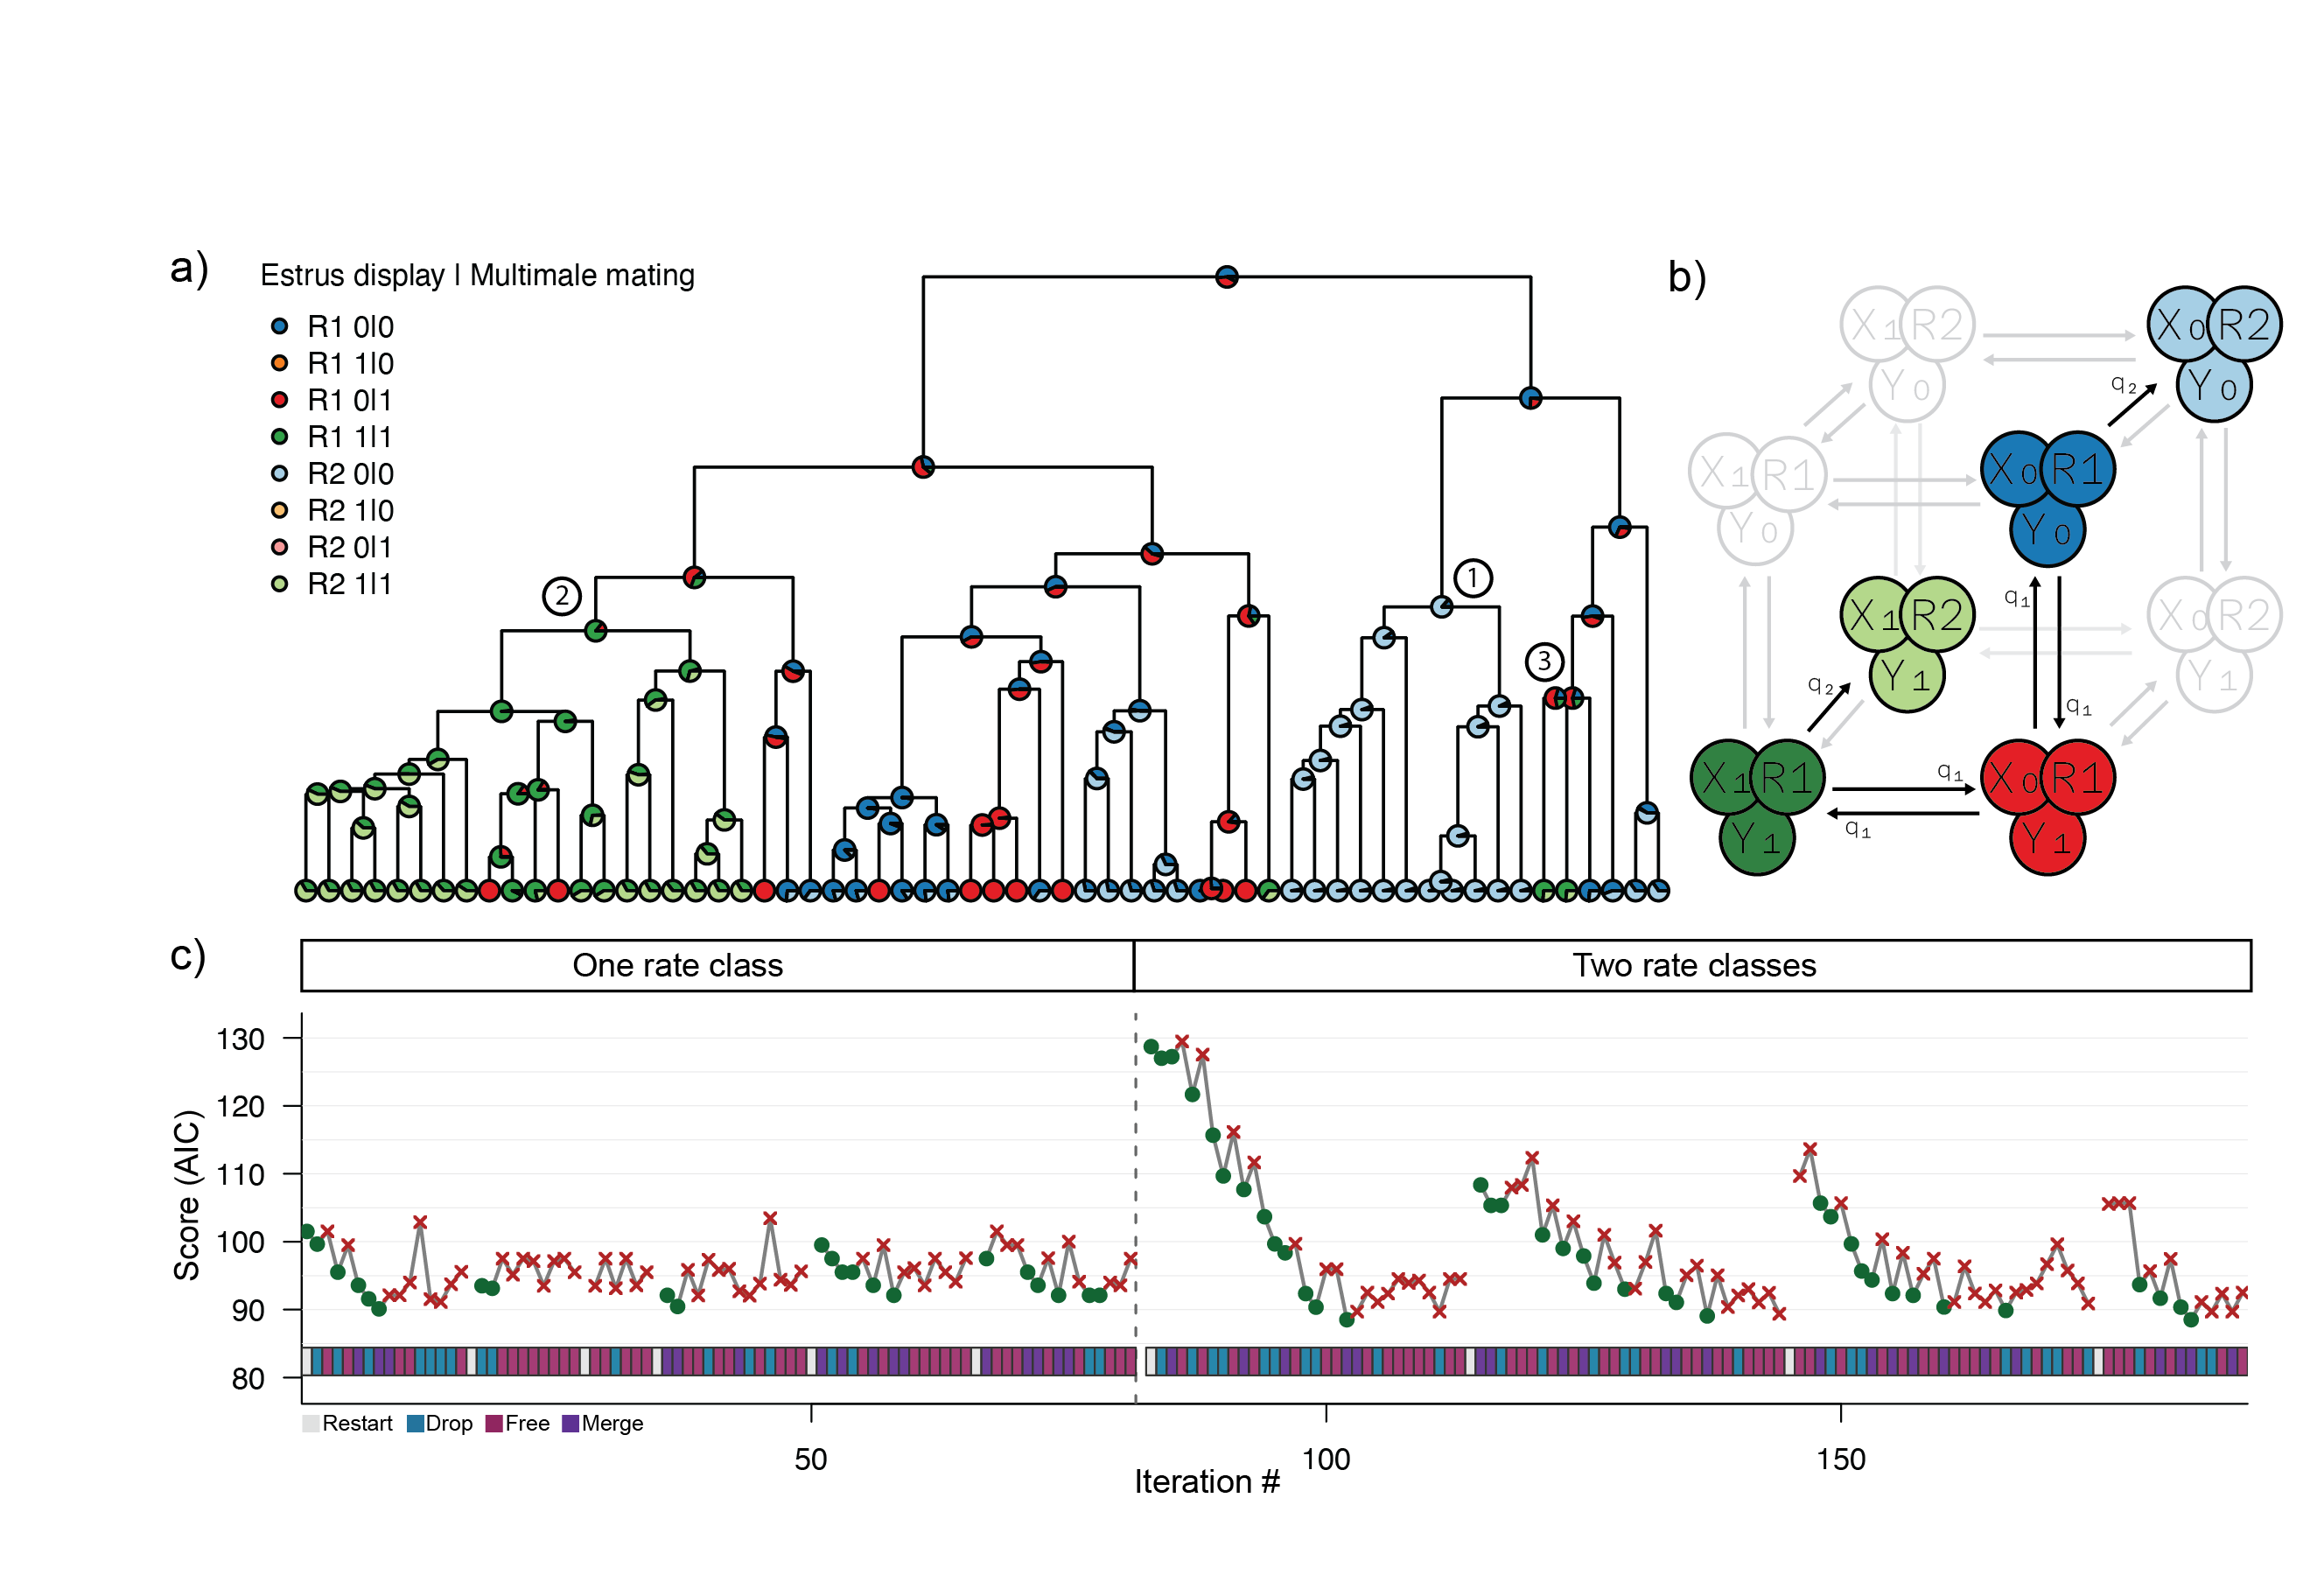 a)
Estrus display | Multimale mating
R1 0|0
R1 1|0
R1 0|1
R1 1|1
R2 0|0
R2 1|0
R2 0|1
R2 1|1
2
1
3
b)
X1 R2
Y0
X0 R2
Y0
q2
X1 R1
Y0
X0 R1
Y0
q1
X1 R2
Y1
X0 R2
Y1
q2
q1
X1 R1
Y1
q1
q1
X0 R1
Y1
c)
One rate class
Two rate classes
Score (AIC)
130
120
110
100
90
80
Restart Drop Free Merge
50
100
150
Iteration #